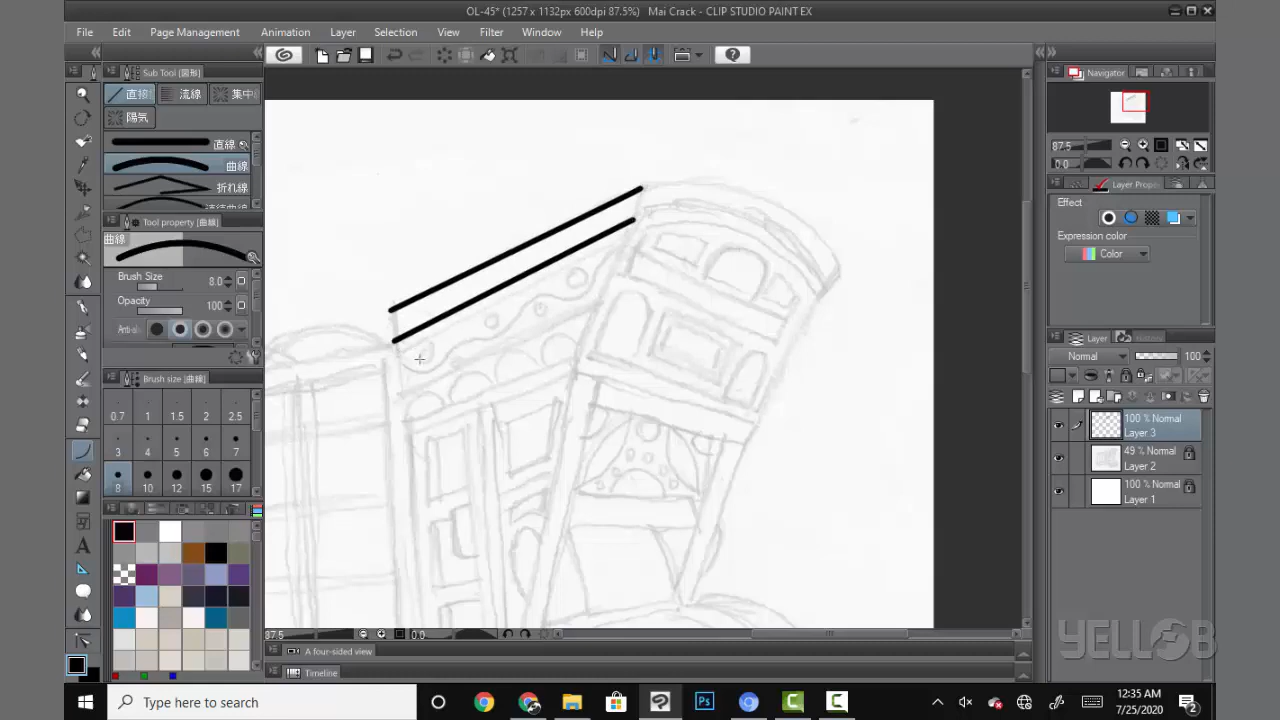 OL-45* (1257 x 1132px 600dpi 87.5%) Mai Crack - CLIP STUDIO PAINT EX
File Edit Page Management Animation Layer Selection View Filter Window Help
Sub Tool [図形]
直接 流線 集中
陽気
直線
曲線
折れ線
Tool property [曲線]
曲線
Brush Size 8.0
Opacity 100
Anti-al
Brush size [曲線]
0.7 1 1.5 2 2.5
3 4 5 6 7
8 10 12 15 17
Navigator
87.5
0.0
Layer Prope
Effect
Expression color
Color
Layer History
Normal 100
100 % Normal
Layer 3
49 % Normal
Layer 2
100 % Normal
Layer 1
87.5 0.0
A four-sided view
Timeline
YELLOB
Type here to search
12:35 AM
7/25/2020
2